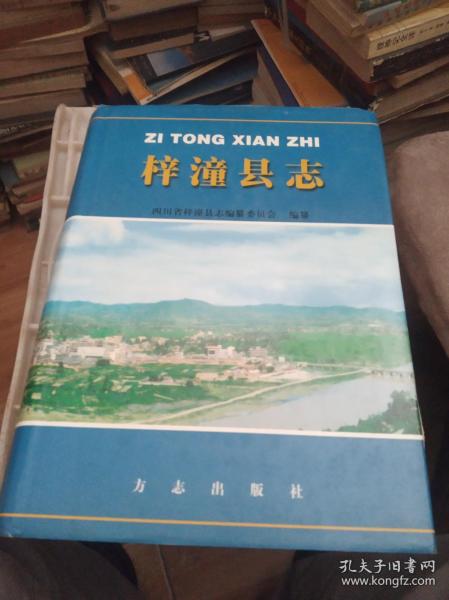 ZI TONG XIAN ZHI
梓潼县志
四川省梓潼县志编纂委员会 编纂
方志出版社
孔夫子旧书网
www.kongfz.com